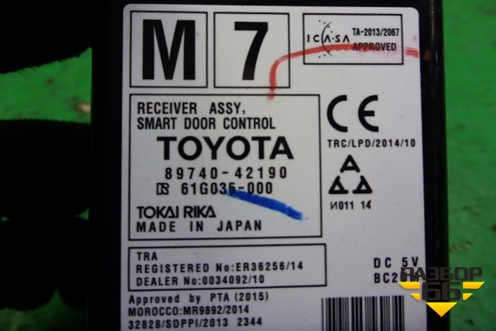 M 7
ICASA TA-2013/2067
APPROVED
RECEIVER ASSY,
SMART DOOR CONTROL
TOYOTA
89740-42190
61G035-000
TOKAI RIKA
MADE IN JAPAN
CE
TRC/LPD/2014/10
И011 14
TRA
REGISTERED No:ER36256/14
DEALER No:0034092/10
DC 5V
Approved by PTA (2015)
MOROCCO:MR9892/2014
32828/SDPPI/2013 2344
РАЗБОР
66